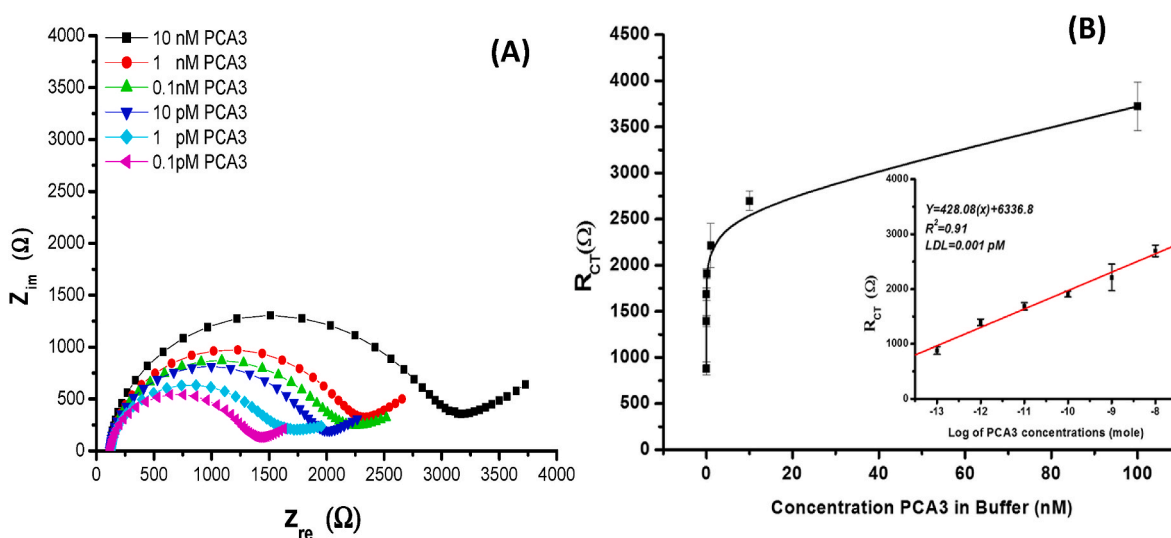 (A)
10 nM PCA3
1 nM PCA3
0.1nM PCA3
10 pM PCA3
1 pM PCA3
0.1pM PCA3
4000
3500
3000
2500
2000
1500
1000
500
0
Zim (Ω)
0 500 1000 1500 2000 2500 3000 3500 4000
Zre (Ω)
(B)
4500
4000
3500
3000
2500
2000
1500
1000
500
0
RCT(Ω)
0 20 40 60 80 100
Concentration PCA3 in Buffer (nM)
Y=428.08(x)+6336.8
R2=0.91
LDL=0.001 pM
4000
3000
2000
1000
0
RCT (Ω)
-13 -12 -11 -10 -9 -8
Log of PCA3 concentrations (mole)